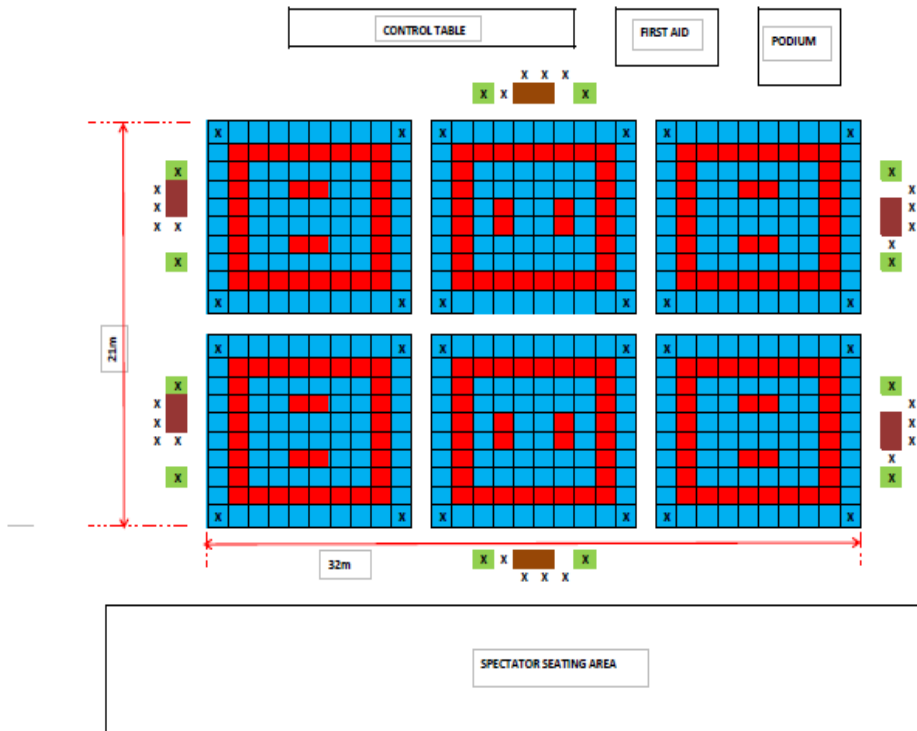 CONTROL TABLE
FIRST AID
PODIUM
X X X
X X X
X X X X X
X X
X X
X X
X X X
X
X X
X X X X X
21m
X X X X X
X X
X X
X X
X X X
X
X X
X X X X X
32m
X X X
X X X
SPECTATOR SEATING AREA